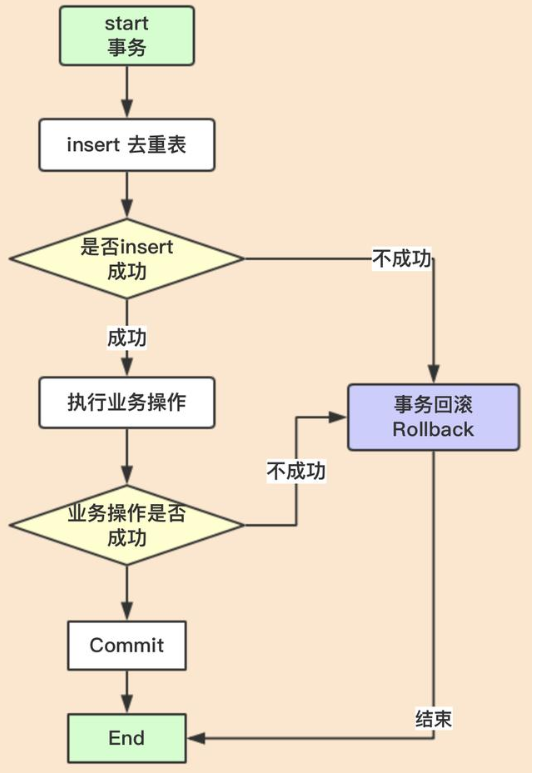 start
事务
insert 去重表
是否insert
成功
不成功
成功
执行业务操作
事务回滚
Rollback
不成功
业务操作是否
成功
Commit
结束
End